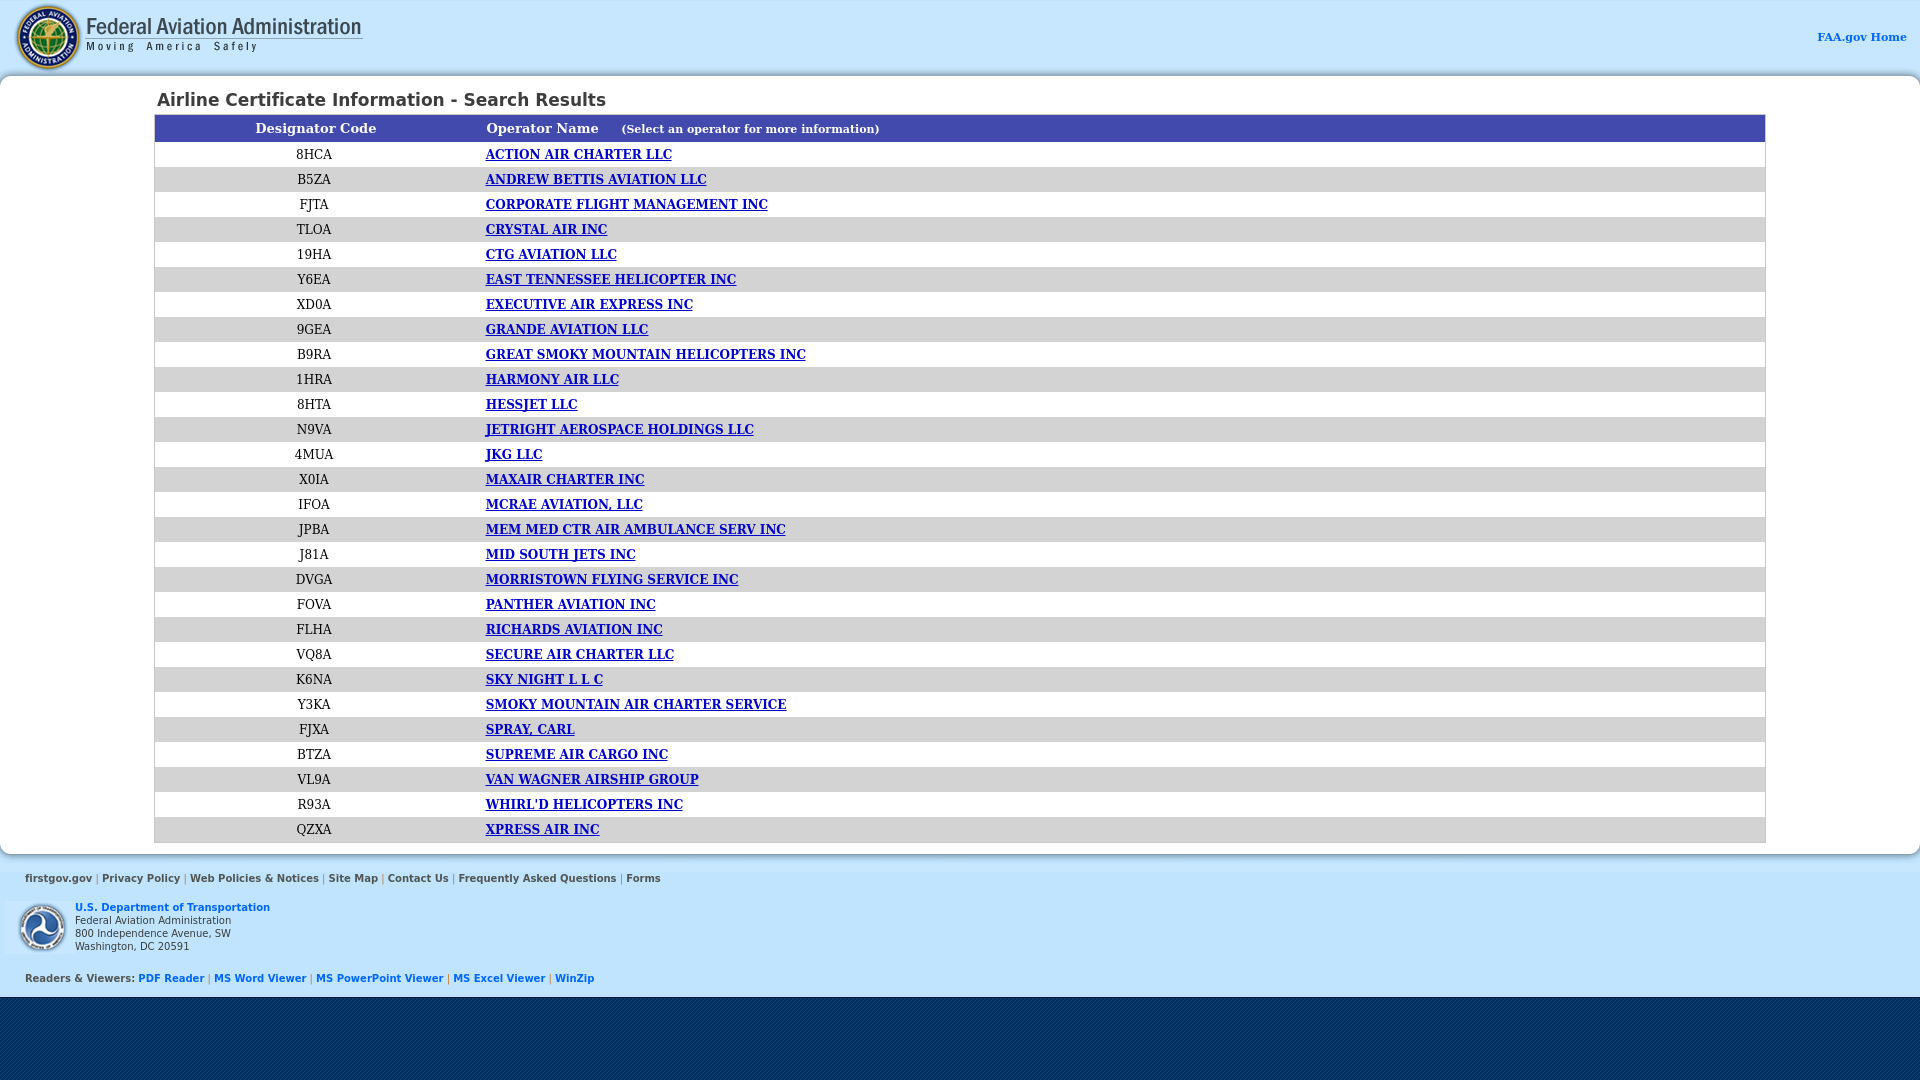 Federal Aviation Administration
Moving America Safely
FAA.gov Home
Airline Certificate Information - Search Results
Designator Code Operator Name (Select an operator for more information)
8HCA ACTION AIR CHARTER LLC
B5ZA ANDREW BETTIS AVIATION LLC
FJTA CORPORATE FLIGHT MANAGEMENT INC
TLOA CRYSTAL AIR INC
19HA CTG AVIATION LLC
Y6EA EAST TENNESSEE HELICOPTER INC
XD0A EXECUTIVE AIR EXPRESS INC
9GEA GRANDE AVIATION LLC
B9RA GREAT SMOKY MOUNTAIN HELICOPTERS INC
1HRA HARMONY AIR LLC
8HTA HESSJET LLC
N9VA JETRIGHT AEROSPACE HOLDINGS LLC
4MUA JKG LLC
X0IA MAXAIR CHARTER INC
IFOA MCRAE AVIATION, LLC
JPBA MEM MED CTR AIR AMBULANCE SERV INC
J81A MID SOUTH JETS INC
DVGA MORRISTOWN FLYING SERVICE INC
FOVA PANTHER AVIATION INC
FLHA RICHARDS AVIATION INC
VQ8A SECURE AIR CHARTER LLC
K6NA SKY NIGHT L L C
Y3KA SMOKY MOUNTAIN AIR CHARTER SERVICE
FJXA SPRAY, CARL
BTZA SUPREME AIR CARGO INC
VL9A VAN WAGNER AIRSHIP GROUP
R93A WHIRL'D HELICOPTERS INC
QZXA XPRESS AIR INC
firstgov.gov | Privacy Policy | Web Policies & Notices | Site Map | Contact Us | Frequently Asked Questions | Forms
U.S. Department of Transportation
Federal Aviation Administration
800 Independence Avenue, SW
Washington, DC 20591
Readers & Viewers: PDF Reader | MS Word Viewer | MS PowerPoint Viewer | MS Excel Viewer | WinZip